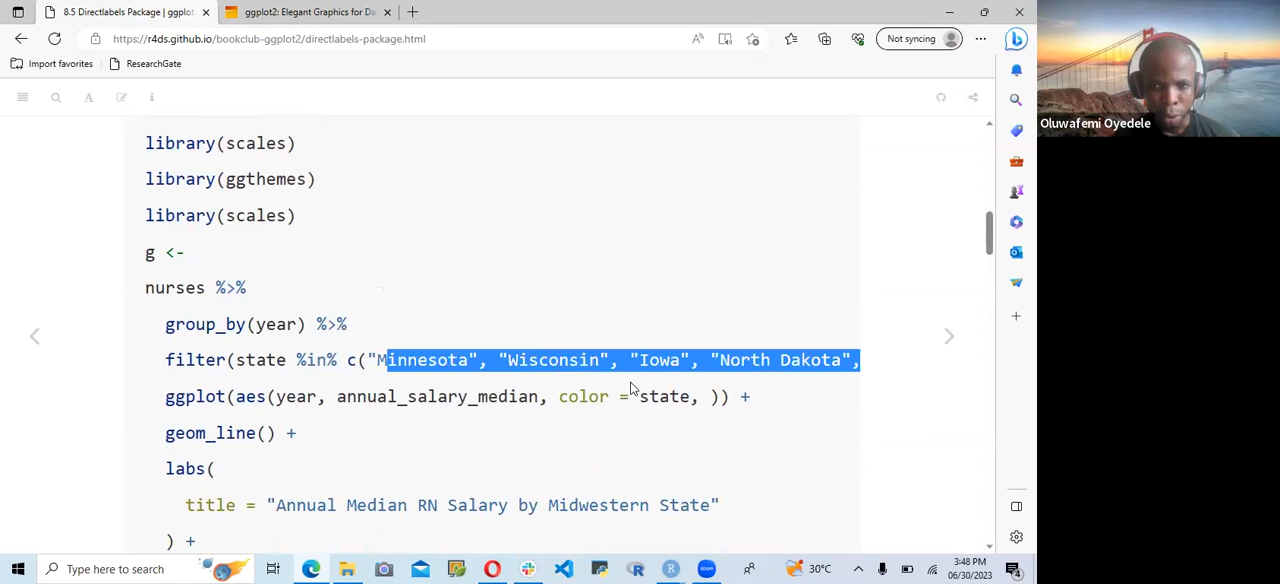 8.5 Directlabels Package | ggplot
ggplot2: Elegant Graphics for Da
https://r4ds.github.io/bookclub-ggplot2/directlabels-package.html
Not syncing
Import favorites
ResearchGate
library(scales)
library(ggthemes)
library(scales)
g <-
nurses %>%
group_by(year) %>%
filter(state %in% c("Minnesota", "Wisconsin", "Iowa", "North Dakota",
ggplot(aes(year, annual_salary_median, color = state, )) +
geom_line() +
labs(
title = "Annual Median RN Salary by Midwestern State"
) +
Oluwafemi Oyedele
Type here to search
30°C
3:48 PM
06/30/2023